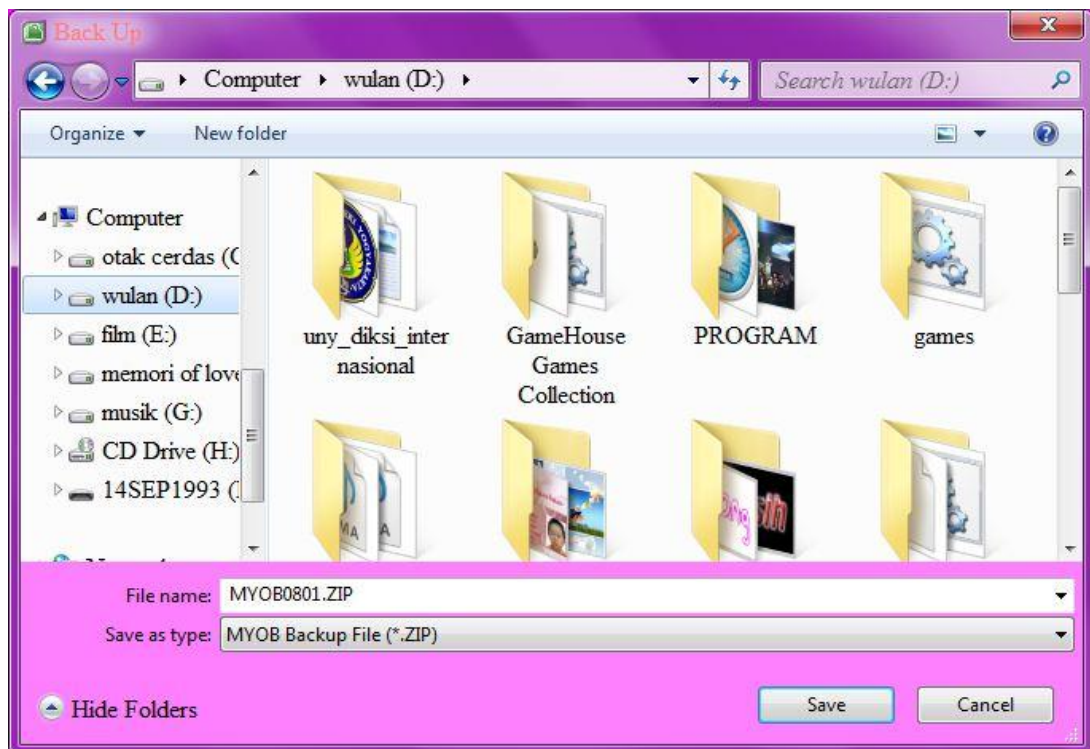 Back Up
Computer ▸ wulan (D:) ▸
Search wulan (D:)
Organize
New folder
Computer
otak cerdas (C
wulan (D:)
film (E:)
memori of love
musik (G:)
CD Drive (H:)
14SEP1993 (
uny_diksi_inter
nasional
GameHouse
Games
Collection
PROGRAM
games
File name: MYOB0801.ZIP
Save as type: MYOB Backup File (*.ZIP)
Hide Folders
Save
Cancel